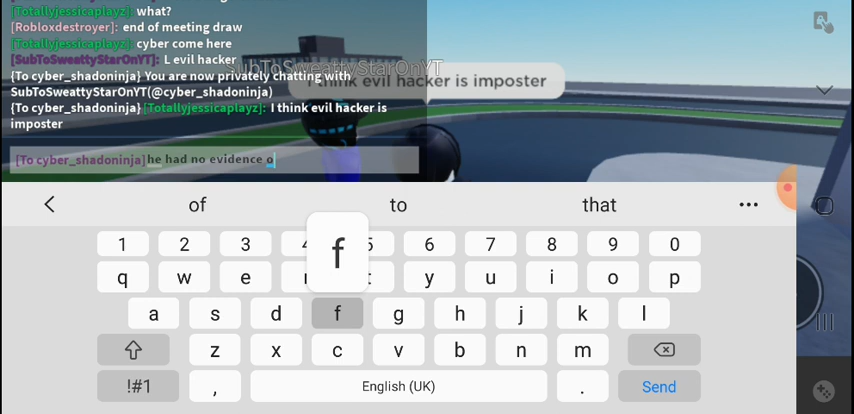 [Totallyjessicaplayz]: what?
[Robloxdestroyer]: end of meeting draw
[Totallyjessicaplayz]: cyber come here
[SubToSweattyStarOnYT]: L evil hacker
SubToSweattyStarOnYT
{To cyber_shadoninja} You are now privately chatting with
SubToSweattyStarOnYT(@cyber_shadoninja)
I think evil hacker is imposter
{To cyber_shadoninja}[Totallyjessicaplayz]: I think evil hacker is
imposter
[To cyber_shadoninja]he had no evidence o
of to that
1 2 3 4 5 6 7 8 9 0
f
q w e r t y u i o p
a s d f g h j k l
z x c v b n m
!#1 , English (UK) . Send